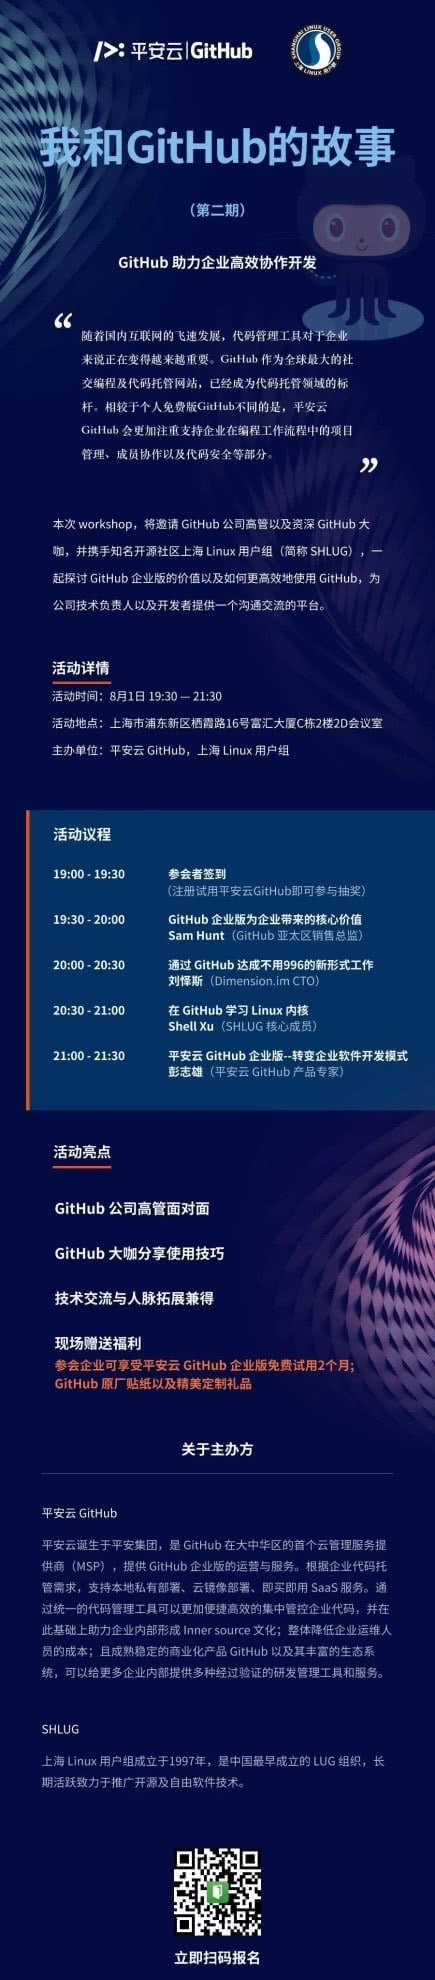 平安云|GitHub
SHANGHAI LINUX USER GROUP
我和GitHub的故事
（第二期）
GitHub 助力企业高效协作开发
“
随着国内互联网的飞速发展，代码管理工具对于企业
来说正在变得越来越重要。GitHub 作为全球最大的社
交编程及代码托管网站，已经成为代码托管领域的标
杆。相较于个人免费版GitHub不同的是，平安云
GitHub 会更加注重支持企业在编程工作流程中的项目
管理、成员协作以及代码安全等部分。
”
本次 workshop，将邀请 GitHub 公司高管以及资深 GitHub 大
咖，并携手知名开源社区上海 Linux 用户组（简称 SHLUG），一
起探讨 GitHub 企业版的价值以及如何更高效地使用 GitHub，为
公司技术负责人以及开发者提供一个沟通交流的平台。
活动详情
活动时间：8月1日 19:30 — 21:30
活动地点：上海市浦东新区栖霞路16号富汇大厦C栋2楼2D会议室
主办单位：平安云 GitHub，上海 Linux 用户组
活动议程
19:00 - 19:30 参会者签到
（注册试用平安云GitHub即可参与抽奖）
19:30 - 20:00 GitHub 企业版为企业带来的核心价值
Sam Hunt（GitHub 亚太区销售总监）
20:00 - 20:30 通过 GitHub 达成不用996的新形式工作
刘怿斯（Dimension.im CTO）
20:30 - 21:00 在 GitHub 学习 Linux 内核
Shell Xu（SHLUG 核心成员）
21:00 - 21:30 平安云 GitHub 企业版--转变企业软件开发模式
彭志雄（平安云 GitHub 产品专家）
活动亮点
GitHub 公司高管面对面
GitHub 大咖分享使用技巧
技术交流与人脉拓展兼得
现场赠送福利
参会企业可享受平安云 GitHub 企业版免费试用2个月;
GitHub 原厂贴纸以及精美定制礼品
关于主办方
平安云 GitHub
平安云诞生于平安集团，是 GitHub 在大中华区的首个云管理服务提
供商（MSP），提供 GitHub 企业版的运营与服务。根据企业代码托
管需求，支持本地私有部署、云镜像部署、即买即用 SaaS 服务。通
过统一的代码管理工具可以更加便捷高效的集中管控企业代码，并在
此基础上助力企业内部形成 Inner source 文化；整体降低企业运维人
员的成本；且成熟稳定的商业化产品 GitHub 以及其丰富的生态系
统，可以给更多企业内部提供多种经过验证的研发管理工具和服务。
SHLUG
上海 Linux 用户组成立于1997年，是中国最早成立的 LUG 组织，长
期活跃致力于推广开源及自由软件技术。
立即扫码报名